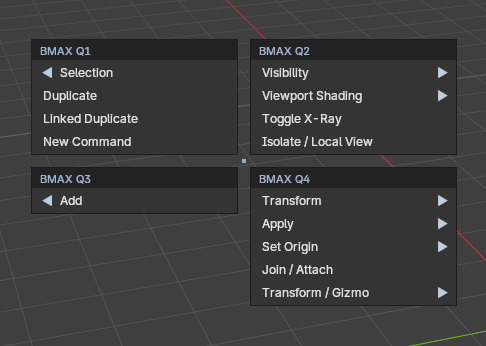 BMAX Q1
Selection
Duplicate
Linked Duplicate
New Command
BMAX Q2
Visibility
Viewport Shading
Toggle X-Ray
Isolate / Local View
BMAX Q3
Add
BMAX Q4
Transform
Apply
Set Origin
Join / Attach
Transform / Gizmo